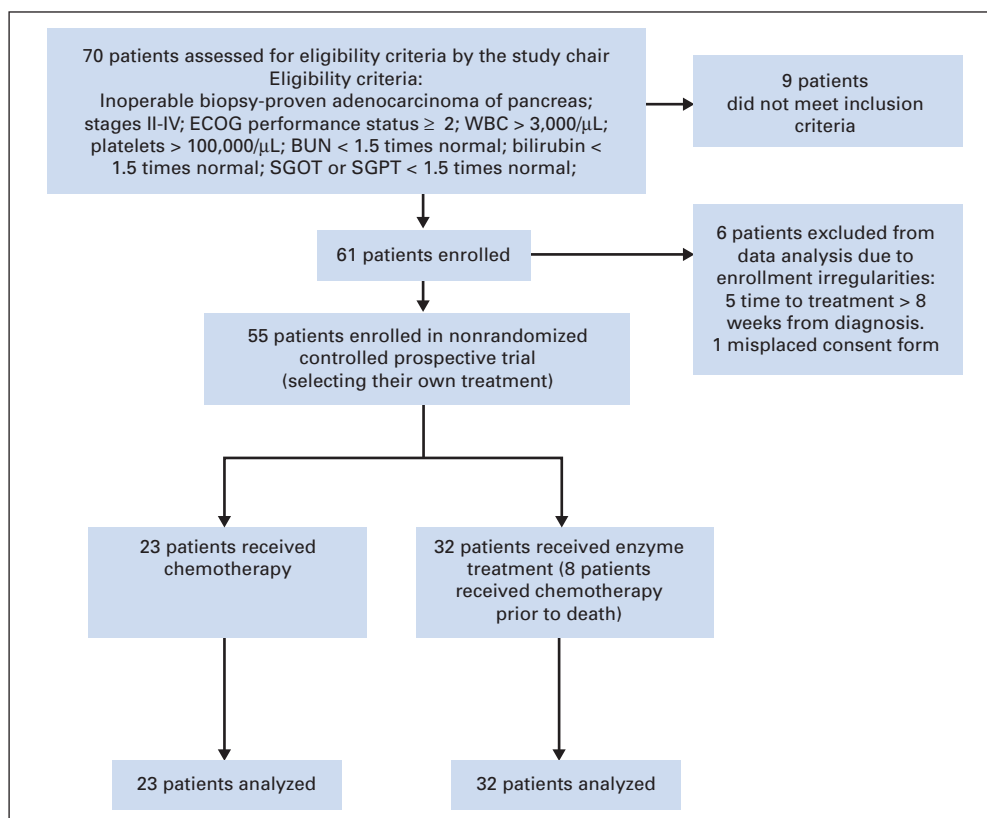 70 patients assessed for eligibility criteria by the study chair
Eligibility criteria:
Inoperable biopsy-proven adenocarcinoma of pancreas;
stages II-IV; ECOG performance status ≥ 2; WBC > 3,000/μL;
platelets > 100,000/μL; BUN < 1.5 times normal; bilirubin <
1.5 times normal; SGOT or SGPT < 1.5 times normal;
9 patients
did not meet inclusion
criteria
61 patients enrolled
6 patients excluded from
data analysis due to
enrollment irregularities:
5 time to treatment > 8
weeks from diagnosis.
1 misplaced consent form
55 patients enrolled in nonrandomized
controlled prospective trial
(selecting their own treatment)
23 patients received
chemotherapy
32 patients received enzyme
treatment (8 patients
received chemotherapy
prior to death)
23 patients analyzed
32 patients analyzed